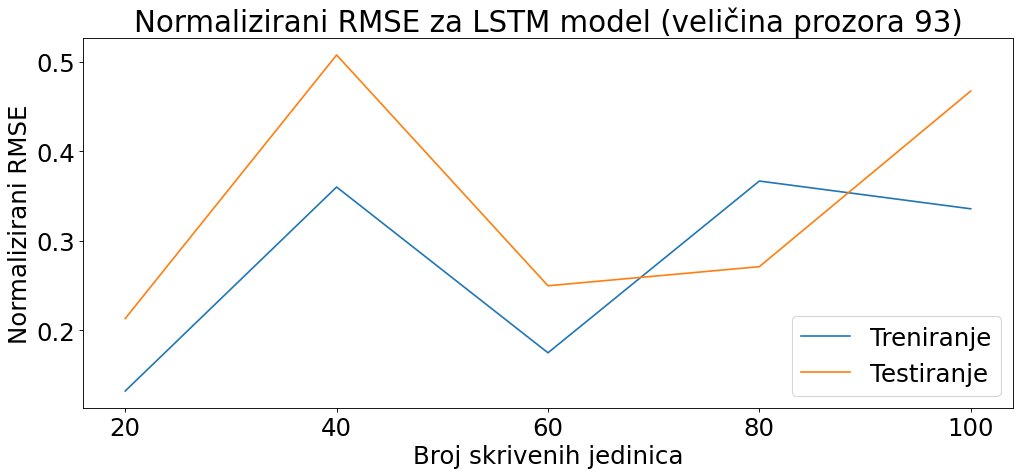 Normalizirani RMSE za LSTM model (veličina prozora 93)
Normalizirani RMSE
0.5
0.4
0.3
0.2
20 40 60 80 100
Broj skrivenih jedinica
Treniranje
Testiranje